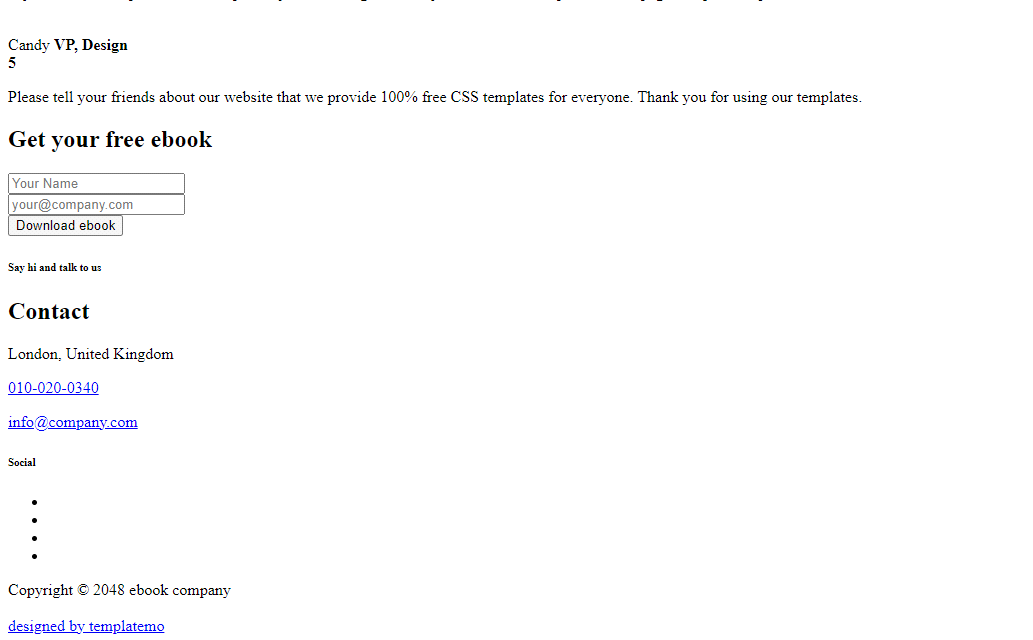 Candy VP, Design
5
Please tell your friends about our website that we provide 100% free CSS templates for everyone. Thank you for using our templates.
Get your free ebook
Your Name
your@company.com
Download ebook
Say hi and talk to us
Contact
London, United Kingdom
010-020-0340
info@company.com
Social
Copyright © 2048 ebook company
designed by templatemo